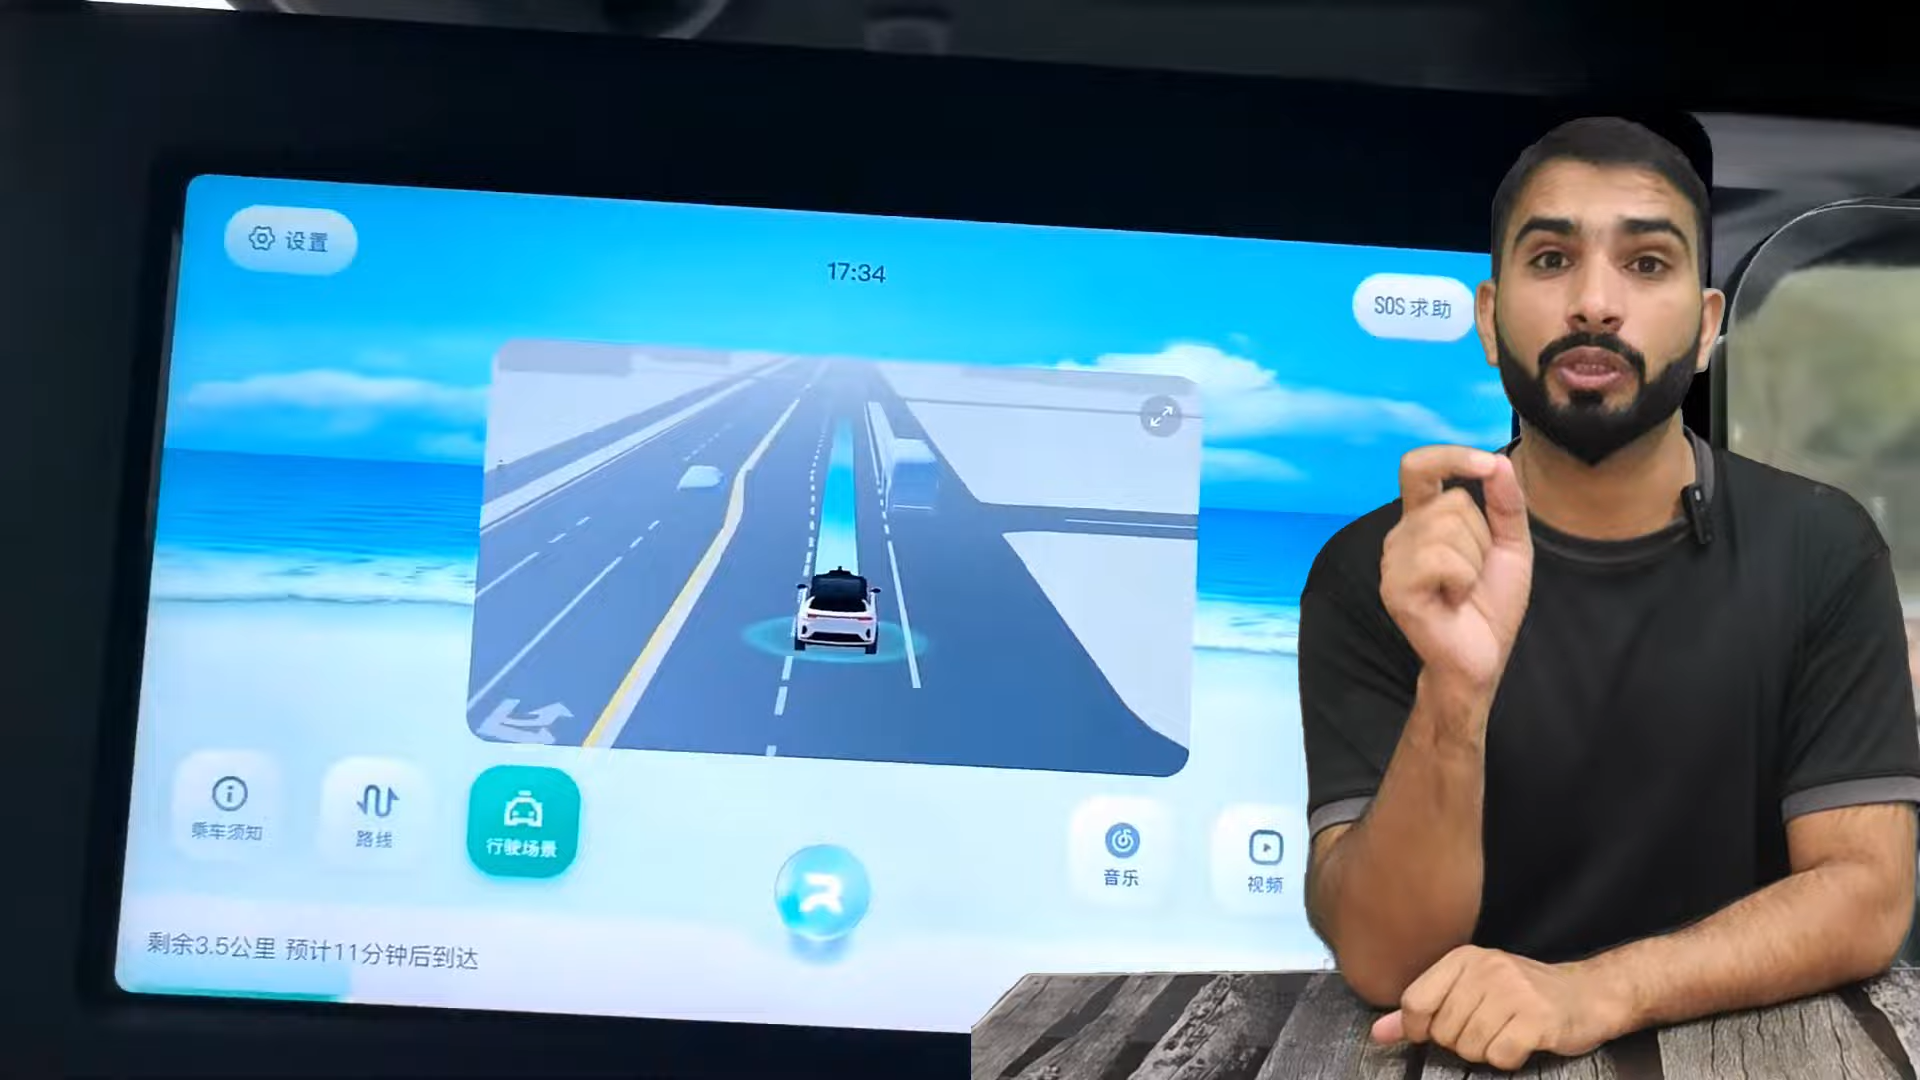 设置
17:34
SOS 求助
乘车须知
路线
行驶场景
音乐
视频
剩余3.5公里 预计11分钟后到达